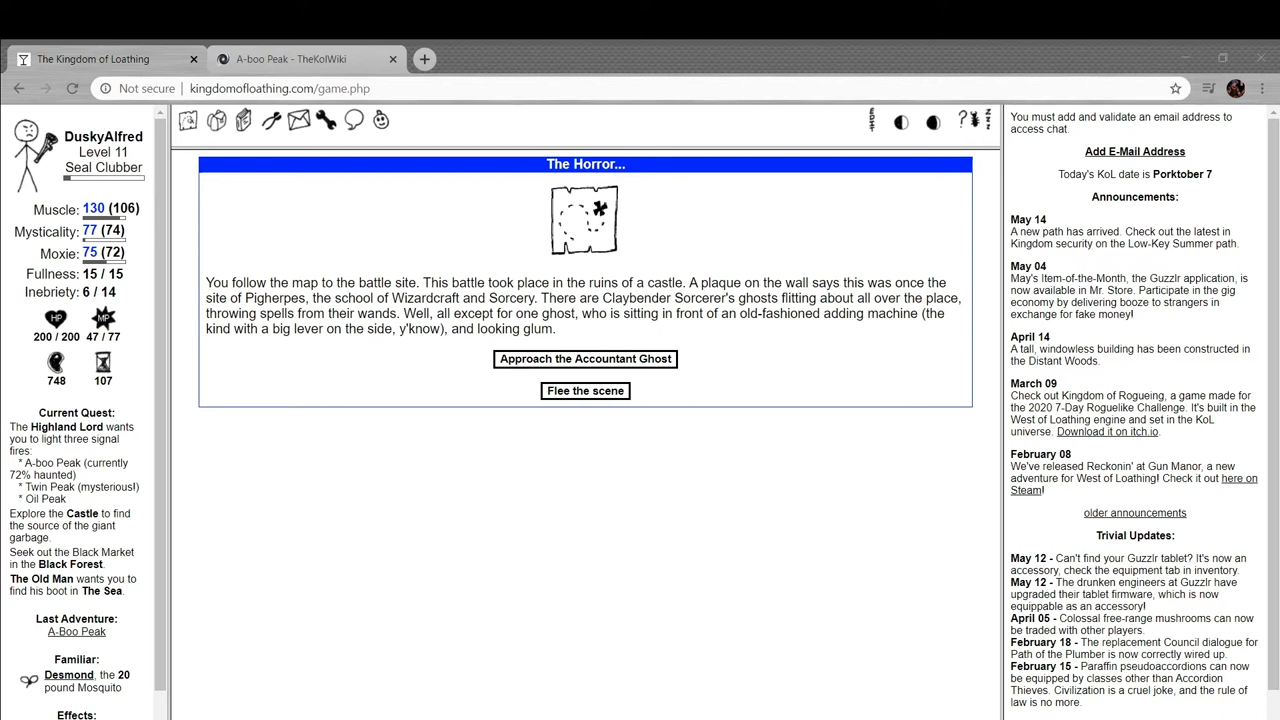 The Kingdom of Loathing
A-boo Peak - TheKolWiki
Not secure
kingdomofloathing.com/game.php
DuskyAlfred
Level 11
Seal Clubber
Muscle: 130 (106)
Mysticality: 77 (74)
Moxie: 75 (72)
Fullness: 15 / 15
Inebriety: 6 / 14
HP MP
200 / 200 47 / 77
748 107
Current Quest:
The Highland Lord wants
you to light three signal
fires:
* A-boo Peak (currently
72% haunted)
* Twin Peak (mysterious!)
* Oil Peak
Explore the Castle to find
the source of the giant
garbage.
Seek out the Black Market
in the Black Forest.
The Old Man wants you to
find his boot in The Sea.
Last Adventure:
A-Boo Peak
Familiar:
Desmond, the 20
pound Mosquito
Effects:
EDIT
? Z z z
The Horror...
You follow the map to the battle site. This battle took place in the ruins of a castle. A plaque on the wall says this was once the
site of Pigherpes, the school of Wizardcraft and Sorcery. There are Claybender Sorcerer's ghosts flitting about all over the place,
throwing spells from their wands. Well, all except for one ghost, who is sitting in front of an old-fashioned adding machine (the
kind with a big lever on the side, y'know), and looking glum.
Approach the Accountant Ghost
Flee the scene
You must add and validate an email address to
access chat.
Add E-Mail Address
Today's KoL date is Porktober 7
Announcements:
May 14
A new path has arrived. Check out the latest in
Kingdom security on the Low-Key Summer path.
May 04
May's Item-of-the-Month, the Guzzlr application, is
now available in Mr. Store. Participate in the gig
economy by delivering booze to strangers in
exchange for fake money!
April 14
A tall, windowless building has been constructed in
the Distant Woods.
March 09
Check out Kingdom of Rogueing, a game made for
the 2020 7-Day Roguelike Challenge. It's built in the
West of Loathing engine and set in the KoL
universe. Download it on itch.io.
February 08
We've released Reckonin' at Gun Manor, a new
adventure for West of Loathing! Check it out here on
Steam!
older announcements
Trivial Updates:
May 12 - Can't find your Guzzlr tablet? It's now an
accessory, check the equipment tab in inventory.
May 12 - The drunken engineers at Guzzlr have
upgraded their tablet firmware, which is now
equippable as an accessory!
April 05 - Colossal free-range mushrooms can now
be traded with other players.
February 18 - The replacement Council dialogue for
Path of the Plumber is now correctly wired up.
February 15 - Paraffin pseudoaccordions can now
be equipped by classes other than Accordion
Thieves. Civilization is a cruel joke, and the rule of
law is no more.